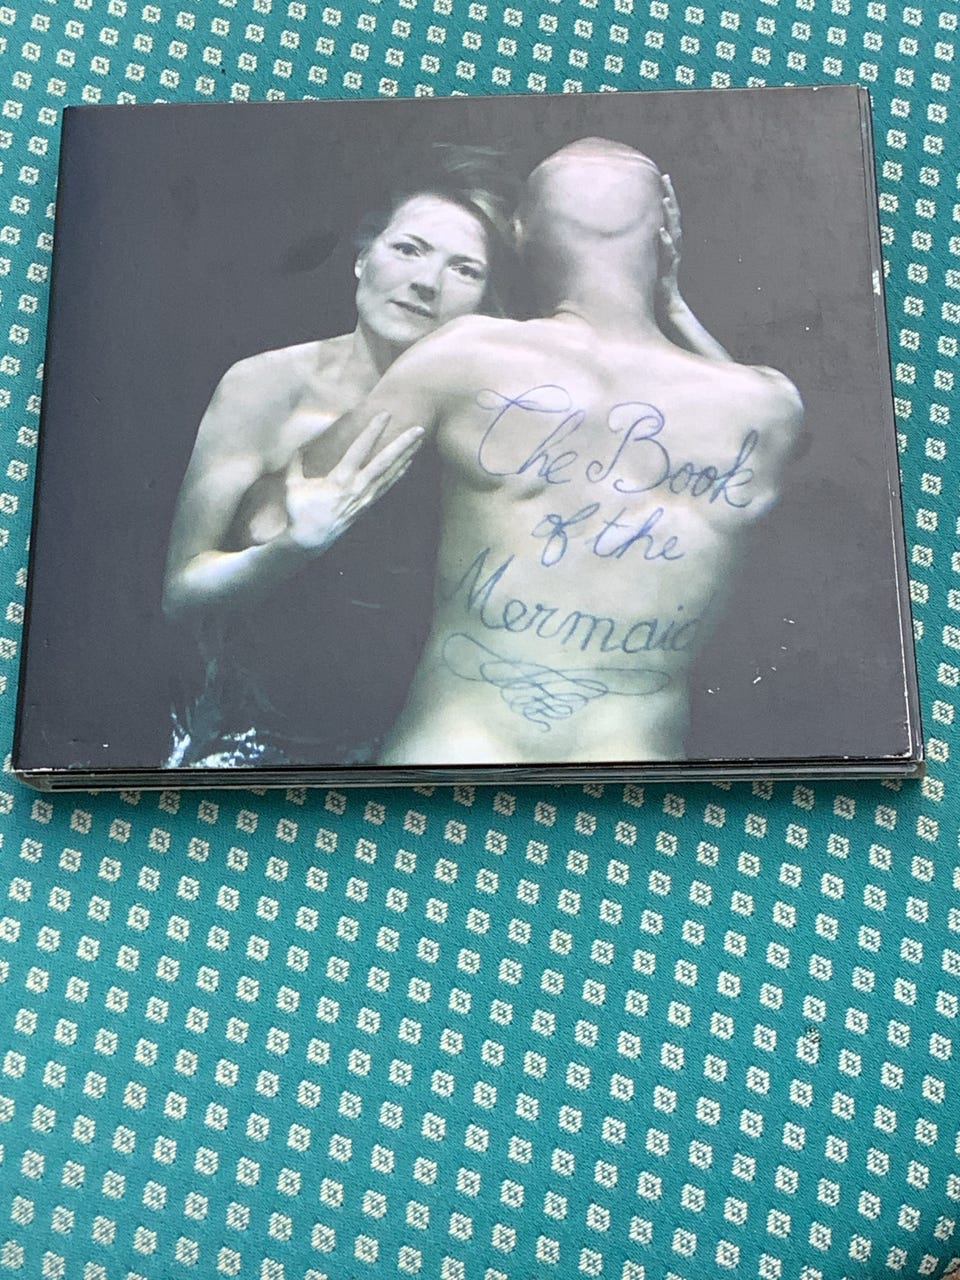 The Book
of the
Mermaid